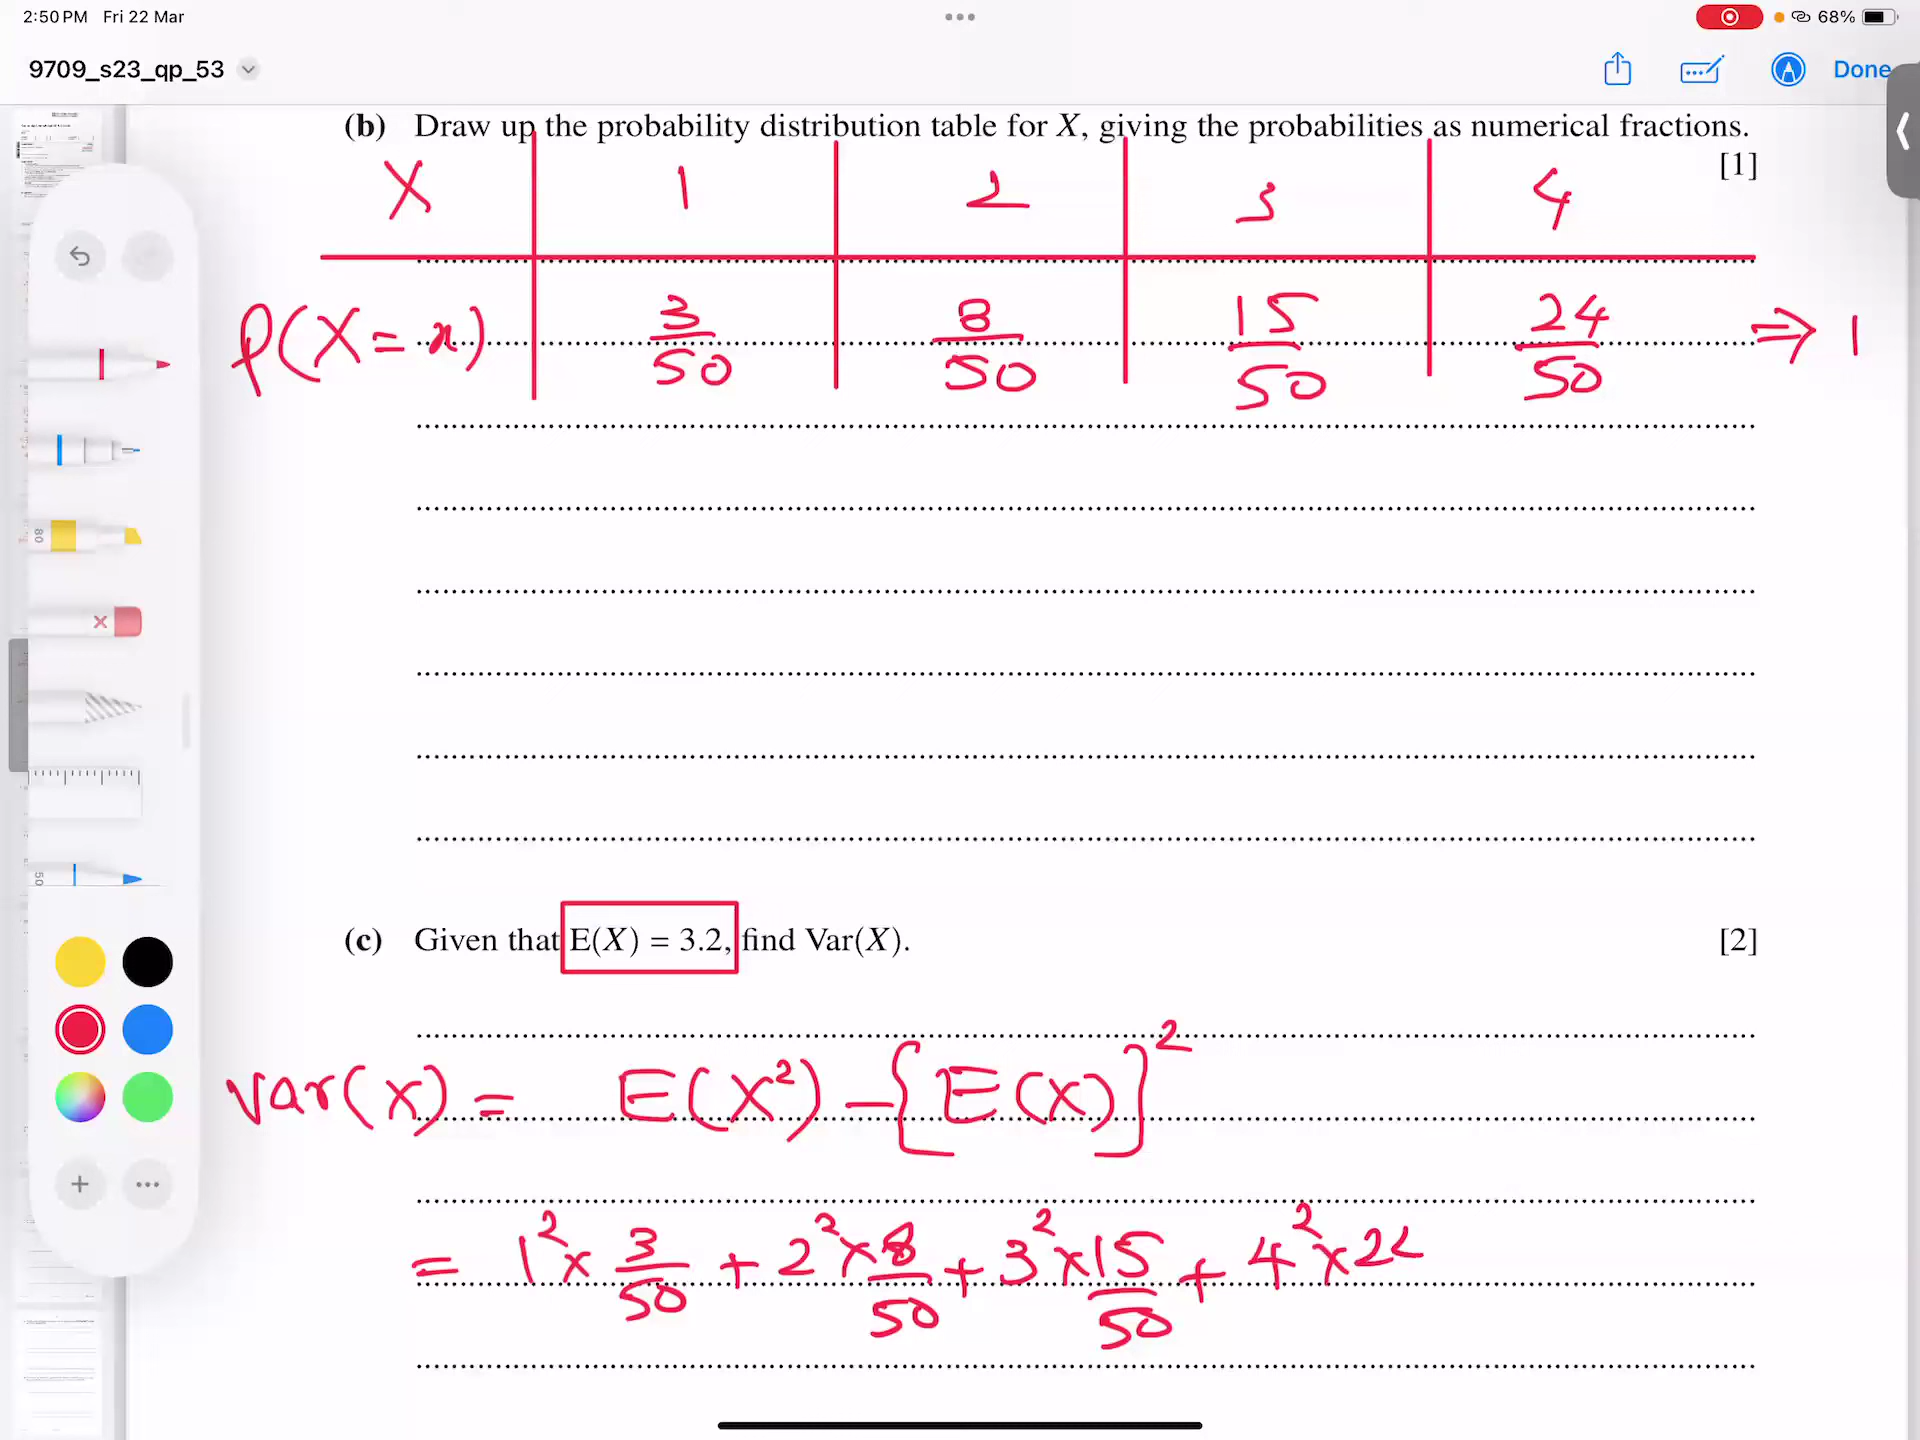 2:50 PM Fri 22 Mar
68%
9709_s23_qp_53
Done
(b) Draw up the probability distribution table for X, giving the probabilities as numerical fractions.
[1]
X 1 2 3 4
P(X = x) 3/50 8/50 15/50 24/50 ⇒ 1
80
50
(c) Given that E(X) = 3.2, find Var(X). [2]
Var(X) = E(X²) - [E(X)]²
= 1² x 3/50 + 2² x 8/50 + 3² x 15/50 + 4² x 24